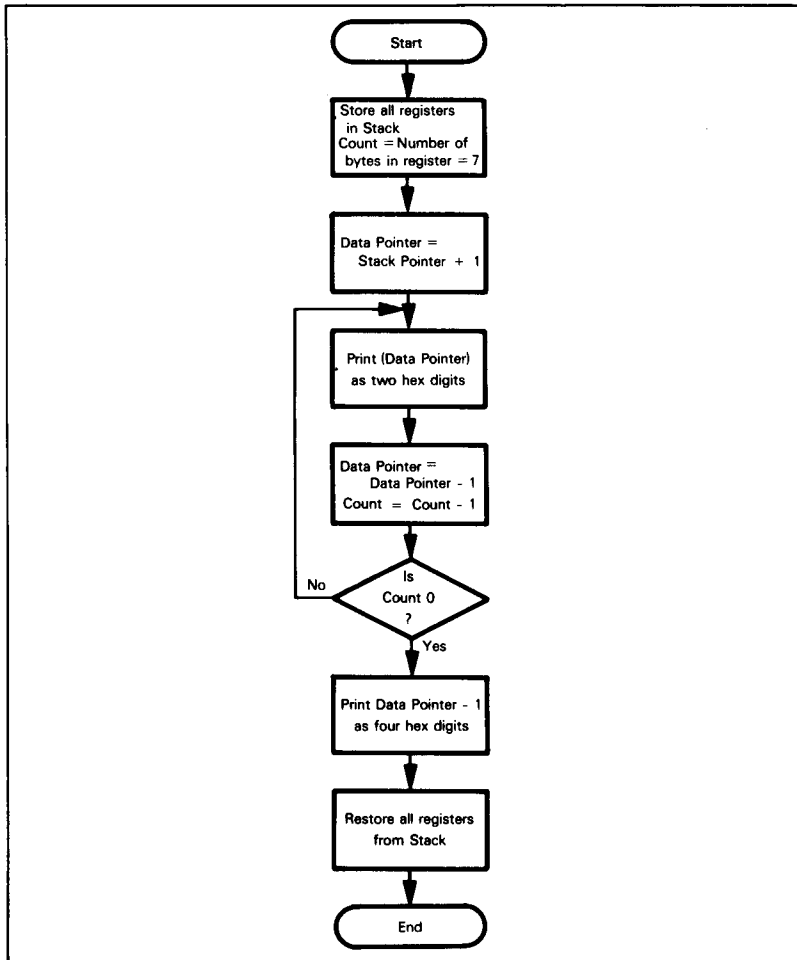 Start
Store all registers
in Stack
Count = Number of
bytes in register = 7
Data Pointer =
Stack Pointer + 1
Print (Data Pointer)
as two hex digits
Data Pointer =
Data Pointer - 1
Count = Count - 1
Is
Count 0
?
No
Yes
Print Data Pointer - 1
as four hex digits
Restore all registers
from Stack
End